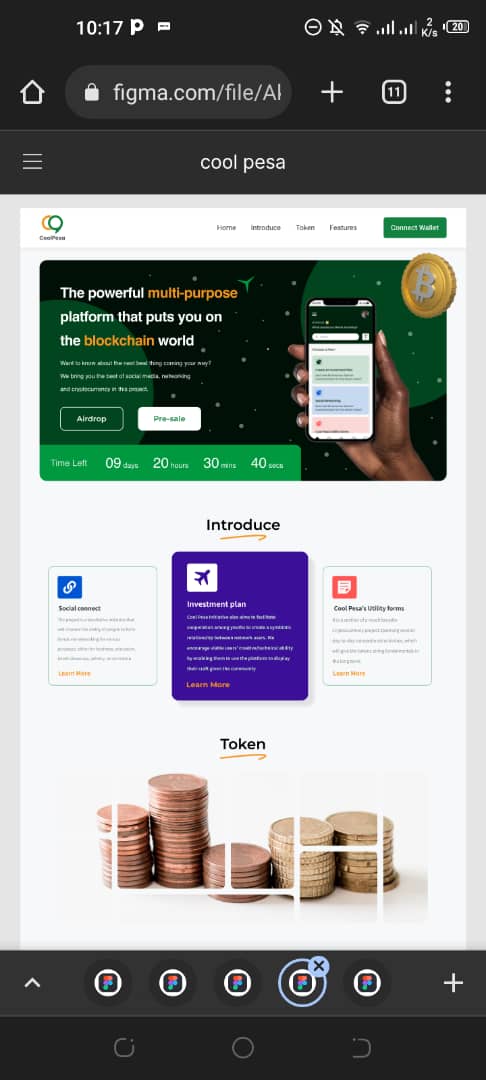 10:17
2
K/s
20
figma.com/file/Al
11
cool pesa
CoolPesa
Home Introduce Token Features Connect Wallet
The powerful multi-purpose
platform that puts you on
the blockchain world
Want to know about the next best thing coming your way?
We bring you the best of social media, networking
and cryptocurrency in this project.
Airdrop Pre-sale
Time Left 09 days 20 hours 30 mins 40 secs
Introduce
Social connect
Learn More
Investment plan
Cool Pesa Initiative also aims to facilitate
cooperation among youths to create a symbiotic
relationship between network users. We
encourage viable users' creative/technical ability
by enabling them to use the platform to display
their craft given the community
Learn More
Cool Pesa's Utility forms
Learn More
Token